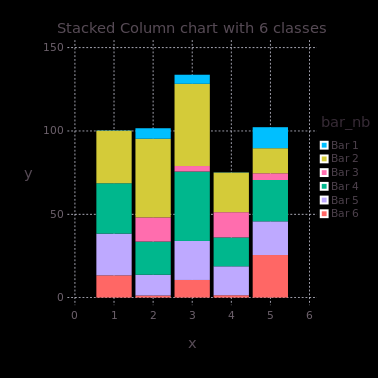 Stacked Column chart with 6 classes
150
100
50
0
y
0 1 2 3 4 5 6
x
bar_nb
Bar 1
Bar 2
Bar 3
Bar 4
Bar 5
Bar 6